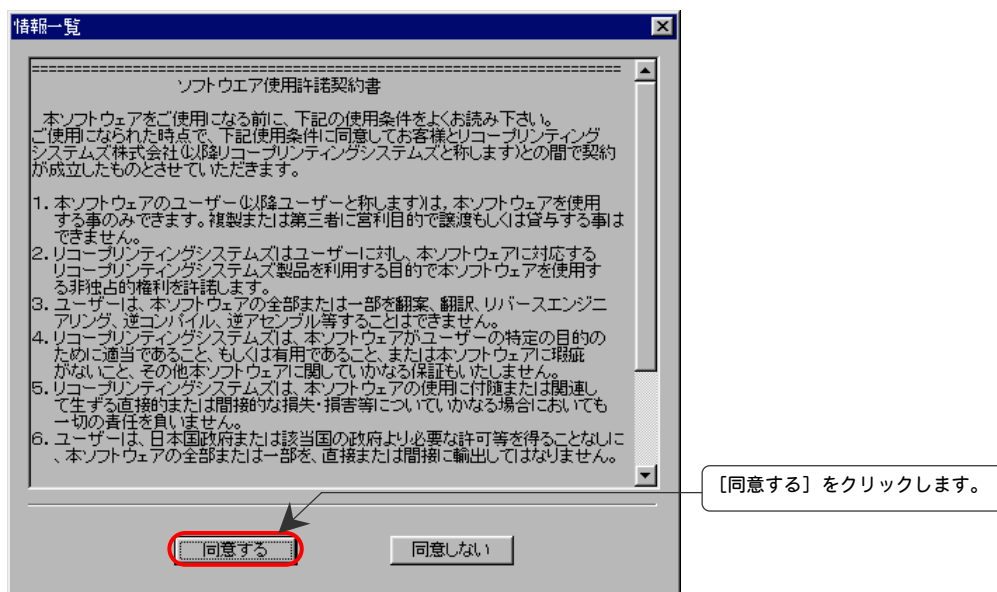 情報一覧
==========================================================================
ソフトウエア使用許諾契約書
本ソフトウェアをご使用になる前に、下記の使用条件をよくお読み下さい。
ご使用になられた時点で、下記使用条件に同意してお客様とリコープリンティング
システムズ株式会社(以降リコープリンティングシステムズと称します)との間で契約
が成立したものとさせていただきます。
1. 本ソフトウェアのユーザー(以降ユーザーと称します)は，本ソフトウェアを使用
する事のみできます。複製または第三者に営利目的で譲渡もしくは貸与する事は
できません。
2. リコープリンティングシステムズはユーザーに対し、本ソフトウェアに対応する
リコープリンティングシステムズ製品を利用する目的で本ソフトウェアを使用す
る非独占的権利を許諾します。
3. ユーザーは、本ソフトウェアの全部または一部を翻案、翻訳、リバースエンジニ
アリング、逆コンパイル、逆アセンブル等することはできません。
4. リコープリンティングシステムズは、本ソフトウェアがユーザーの特定の目的の
ために適当であること、もしくは有用であること、または本ソフトウェアに瑕疵
がないこと、その他本ソフトウェアに関していかなる保証もいたしません。
5. リコープリンティングシステムズは、本ソフトウェアの使用に付随または関連し
て生ずる直接的または間接的な損失・損害等についていかなる場合においても
一切の責任を負いません。
6. ユーザーは、日本国政府または該当国の政府より必要な許可等を得ることなしに
、本ソフトウェアの全部または一部を、直接または間接に輸出してはなりません。
［同意する］をクリックします。
同意する
同意しない